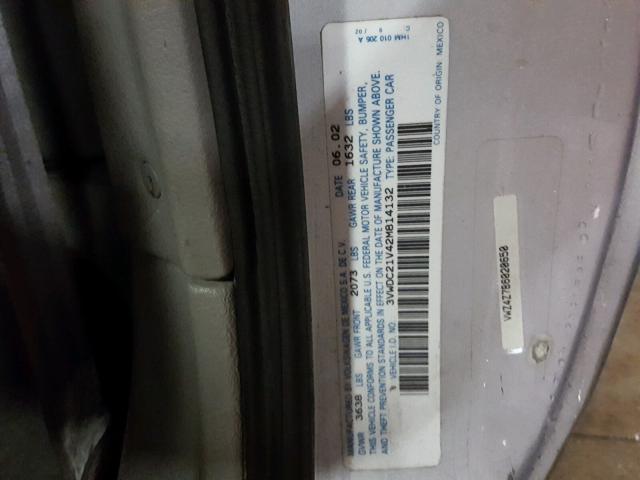 MANUFACTURED BY VOLKSWAGEN DE MEXICO S.A. DE C.V. DATE 06.02
GVWR 3638 LBS GAWR FRONT 2073 LBS GAWR REAR 1632 LBS
THIS VEHICLE CONFORMS TO ALL APPLICABLE U.S. FEDERAL MOTOR VEHICLE SAFETY, BUMPER,
AND THEFT PREVENTION STANDARDS IN EFFECT ON THE DATE OF MANUFACTURE SHOWN ABOVE.
VEHICLE I.D. NO. 3VWDC21V42M814132 TYPE: PASSENGER CAR
COUNTRY OF ORIGIN MEXICO
1HM 010 205 A
VWZ4Z7B6020650